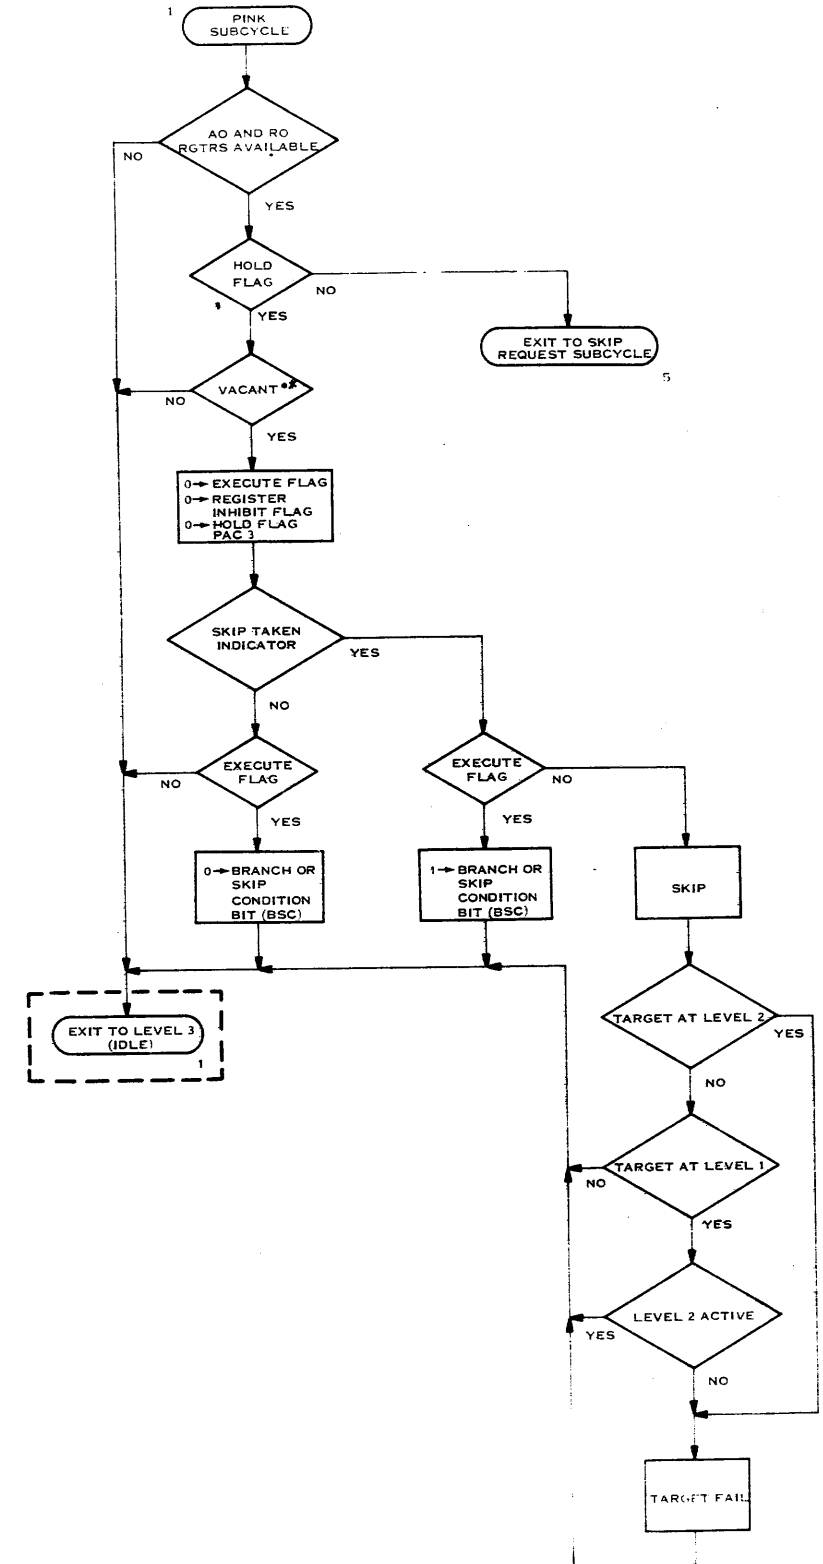 1
PINK
SUBCYCLE
AO AND RO
RGTRS AVAILABLE
NO
YES
HOLD
FLAG
NO
YES
EXIT TO SKIP
REQUEST SUBCYCLE
5
VACANT
NO
YES
0→ EXECUTE FLAG
0→ REGISTER
INHIBIT FLAG
0→ HOLD FLAG
PAC 3
SKIP TAKEN
INDICATOR
YES
NO
EXECUTE
FLAG
NO
YES
EXECUTE
FLAG
NO
YES
0→ BRANCH OR
SKIP
CONDITION
BIT (BSC)
1→ BRANCH OR
SKIP
CONDITION
BIT (BSC)
SKIP
EXIT TO LEVEL 3
(IDLE)
1
TARGET AT LEVEL 2
YES
NO
TARGET AT LEVEL 1
NO
YES
LEVEL 2 ACTIVE
YES
NO
TARGET FAIL